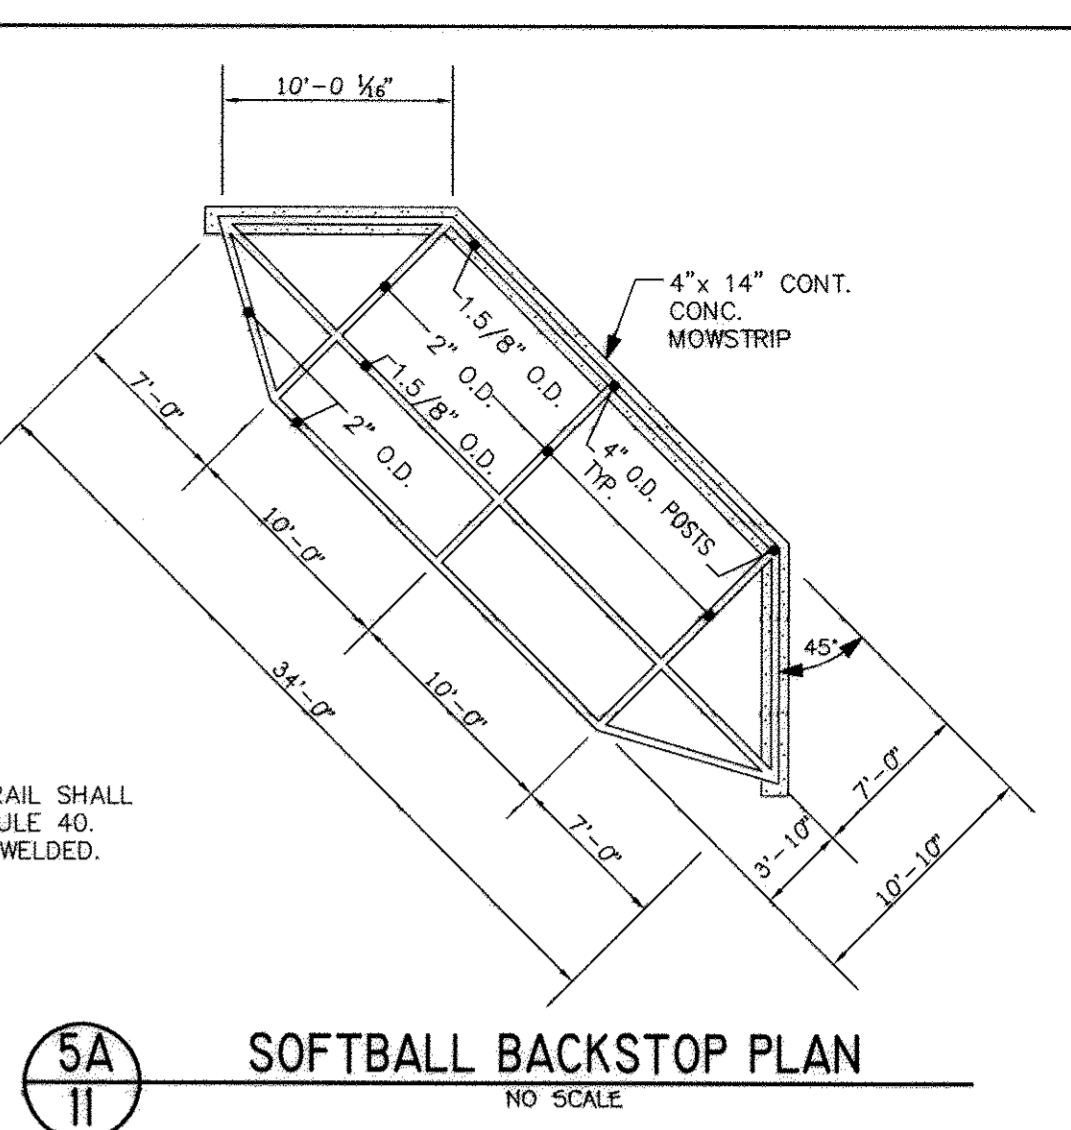 10'-0 1/16"
4"x 14" CONT.
CONC.
MOWSTRIP
1.5/8" O.D.
2" O.D.
1.5/8" O.D.
2" O.D.
4" O.D. POSTS
TYP.
7'-0"
10'-0"
34'-0"
10'-0"
7'-0"
45°
7'-0"
3'-10"
10'-10"
RAIL SHALL
ULE 40.
WELDED.
5A
11
SOFTBALL BACKSTOP PLAN
NO SCALE